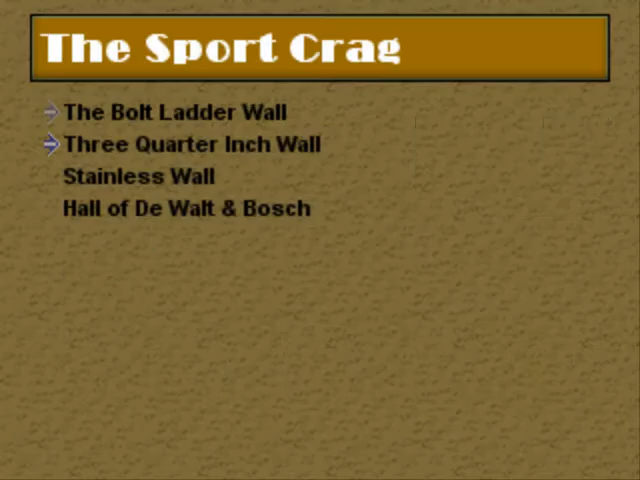 The Sport Crag
The Bolt Ladder Wall
Three Quarter Inch Wall
Stainless Wall
Hall of De Walt & Bosch